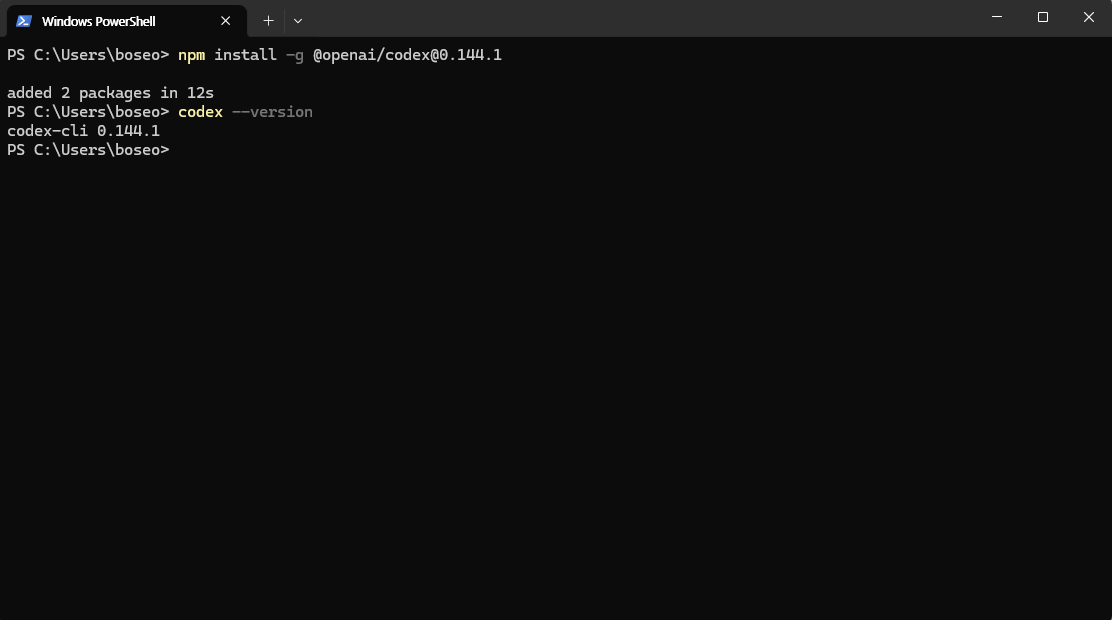 Windows PowerShell
PS C:\Users\boseo> npm install -g @openai/codex@0.144.1
added 2 packages in 12s
PS C:\Users\boseo> codex --version
codex-cli 0.144.1
PS C:\Users\boseo>